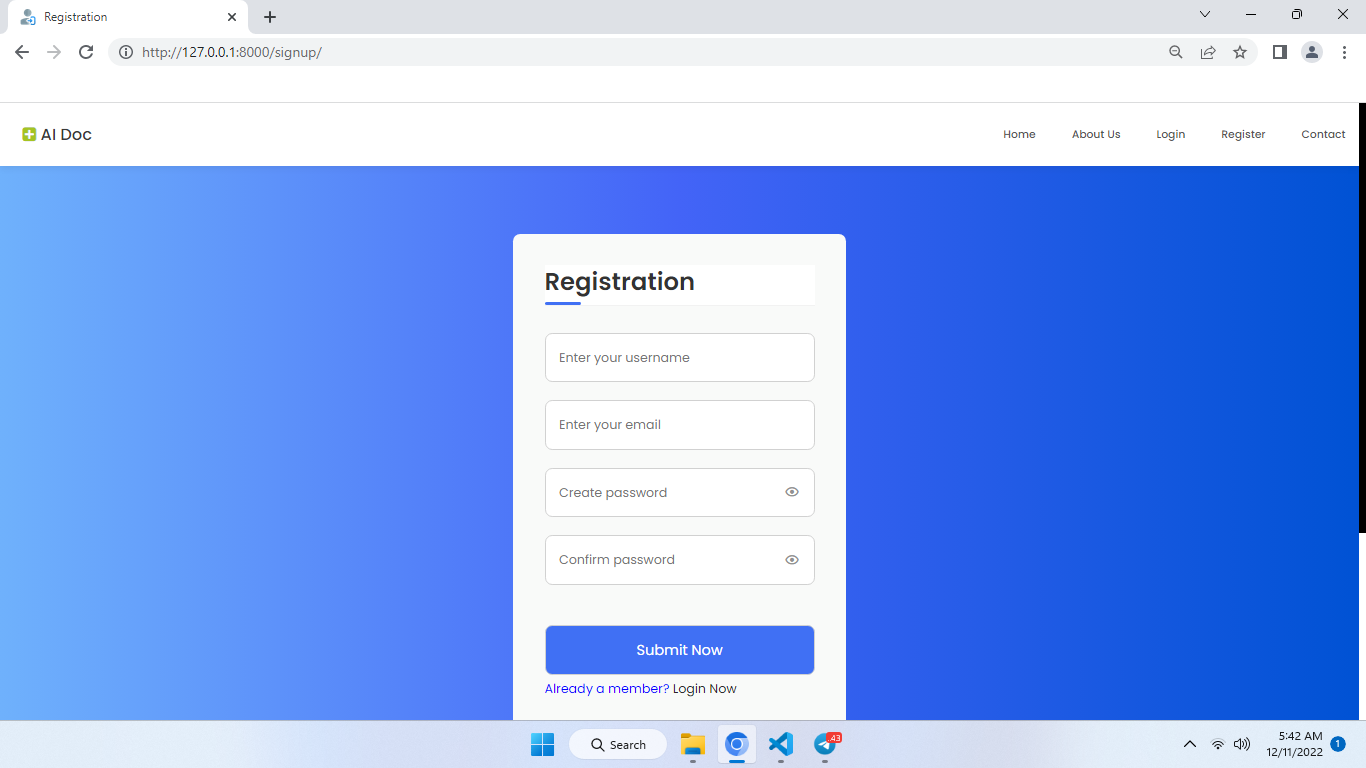 Registration
http://127.0.0.1:8000/signup/
AI Doc
Home About Us Login Register Contact
Registration
Enter your username
Enter your email
Create password
Confirm password
Submit Now
Already a member? Login Now
Search
43
5:42 AM
12/11/2022
1